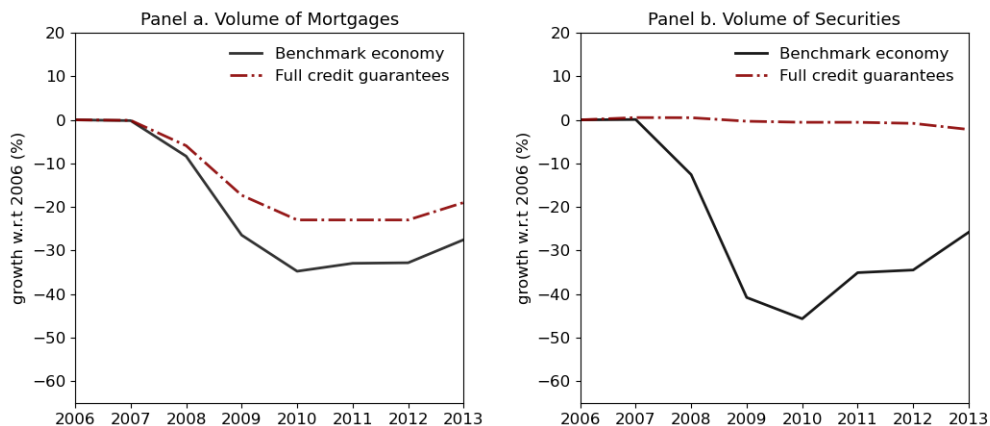 Panel a. Volume of Mortgages
20
10
0
−10
−20
−30
−40
−50
−60
growth w.r.t 2006 (%)
Benchmark economy
Full credit guarantees
2006 2007 2008 2009 2010 2011 2012 2013
Panel b. Volume of Securities
20
10
0
−10
−20
−30
−40
−50
−60
growth w.r.t 2006 (%)
Benchmark economy
Full credit guarantees
2006 2007 2008 2009 2010 2011 2012 2013